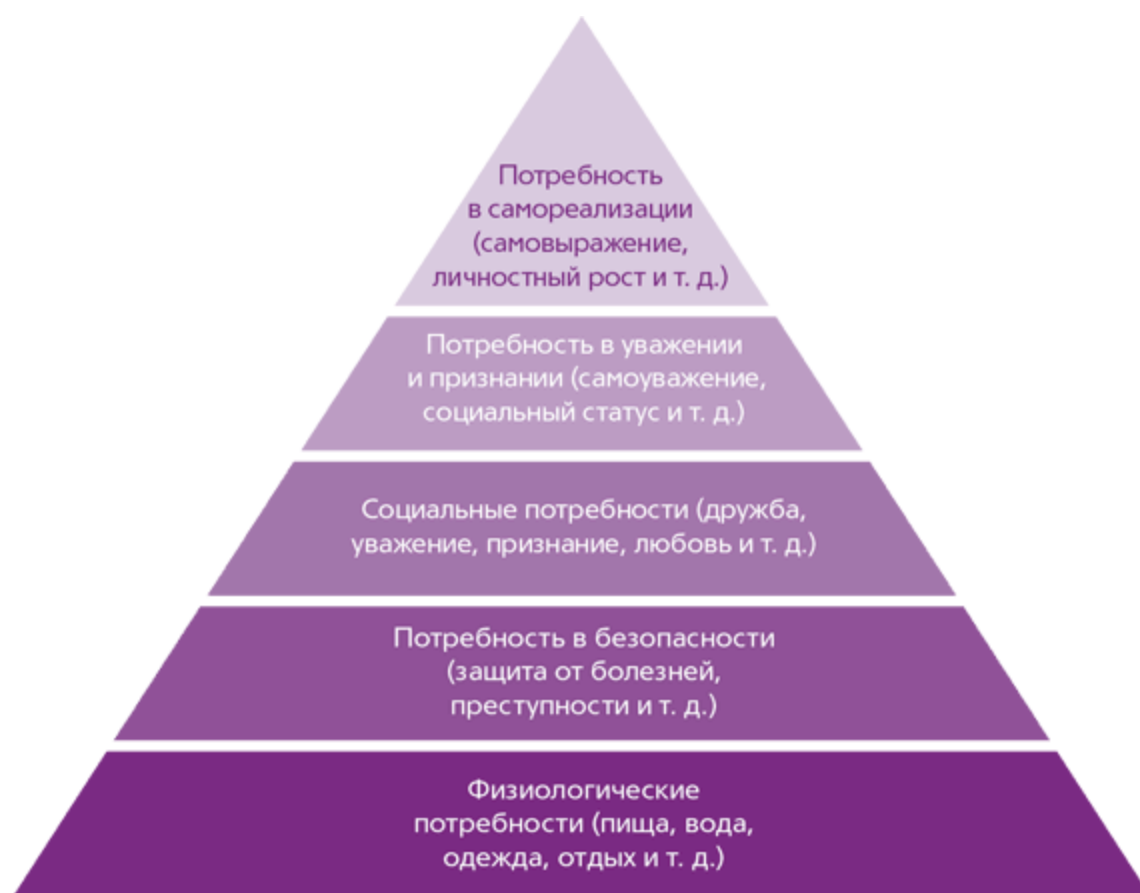 Потребность
в самореализации
(самовыражение,
личностный рост и т. д.)
Потребность в уважении
и признании (самоуважение,
социальный статус и т. д.)
Социальные потребности (дружба,
уважение, признание, любовь и т. д.)
Потребность в безопасности
(защита от болезней,
преступности и т. д.)
Физиологические
потребности (пища, вода,
одежда, отдых и т. д.)